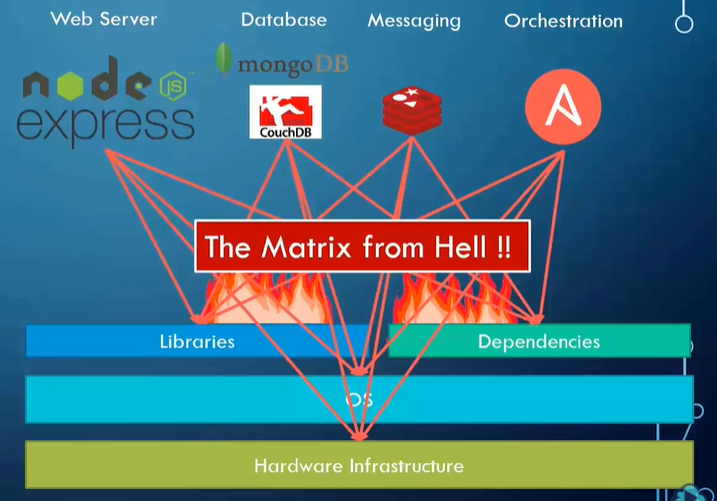 Web Server
Database
Messaging
Orchestration
node JS
express
mongoDB
CouchDB
The Matrix from Hell !!
Libraries
Dependencies
OS
Hardware Infrastructure